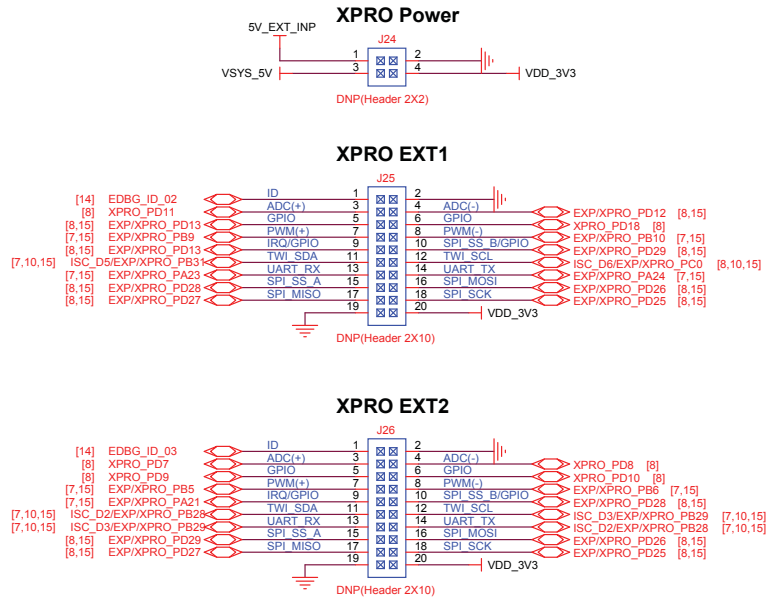 XPRO Power
5V_EXT_INP
J24
1 2
VSYS_5V 3 4 VDD_3V3
DNP(Header 2X2)
XPRO EXT1
J25
[14] EDBG_ID_02 ID 1 2
[8] XPRO_PD11 ADC(+) 3 4 ADC(-) EXP/XPRO_PD12 [8,15]
[8,15] EXP/XPRO_PD13 GPIO 5 6 GPIO XPRO_PD18 [8]
[7,15] EXP/XPRO_PB9 PWM(+) 7 8 PWM(-) EXP/XPRO_PB10 [7,15]
[8,15] EXP/XPRO_PD13 IRQ/GPIO 9 10 SPI_SS_B/GPIO EXP/XPRO_PD29 [8,15]
[7,10,15] ISC_D5/EXP/XPRO_PB31 TWI_SDA 11 12 TWI_SCL ISC_D6/EXP/XPRO_PC0 [8,10,15]
[7,15] EXP/XPRO_PA23 UART_RX 13 14 UART_TX EXP/XPRO_PA24 [7,15]
[8,15] EXP/XPRO_PD28 SPI_SS_A 15 16 SPI_MOSI EXP/XPRO_PD26 [8,15]
[8,15] EXP/XPRO_PD27 SPI_MISO 17 18 SPI_SCK EXP/XPRO_PD25 [8,15]
19 20 VDD_3V3
DNP(Header 2X10)
XPRO EXT2
J26
[14] EDBG_ID_03 ID 1 2
[8] XPRO_PD7 ADC(+) 3 4 ADC(-) XPRO_PD8 [8]
[8] XPRO_PD9 GPIO 5 6 GPIO XPRO_PD10 [8]
[7,15] EXP/XPRO_PB5 PWM(+) 7 8 PWM(-) EXP/XPRO_PB6 [7,15]
[7,15] EXP/XPRO_PA21 IRQ/GPIO 9 10 SPI_SS_B/GPIO EXP/XPRO_PD28 [8,15]
[7,10,15] ISC_D2/EXP/XPRO_PB28 TWI_SDA 11 12 TWI_SCL ISC_D3/EXP/XPRO_PB29 [7,10,15]
[7,10,15] ISC_D3/EXP/XPRO_PB29 UART_RX 13 14 UART_TX ISC_D2/EXP/XPRO_PB28 [7,10,15]
[8,15] EXP/XPRO_PD29 SPI_SS_A 15 16 SPI_MOSI EXP/XPRO_PD26 [8,15]
[8,15] EXP/XPRO_PD27 SPI_MISO 17 18 SPI_SCK EXP/XPRO_PD25 [8,15]
19 20 VDD_3V3
DNP(Header 2X10)